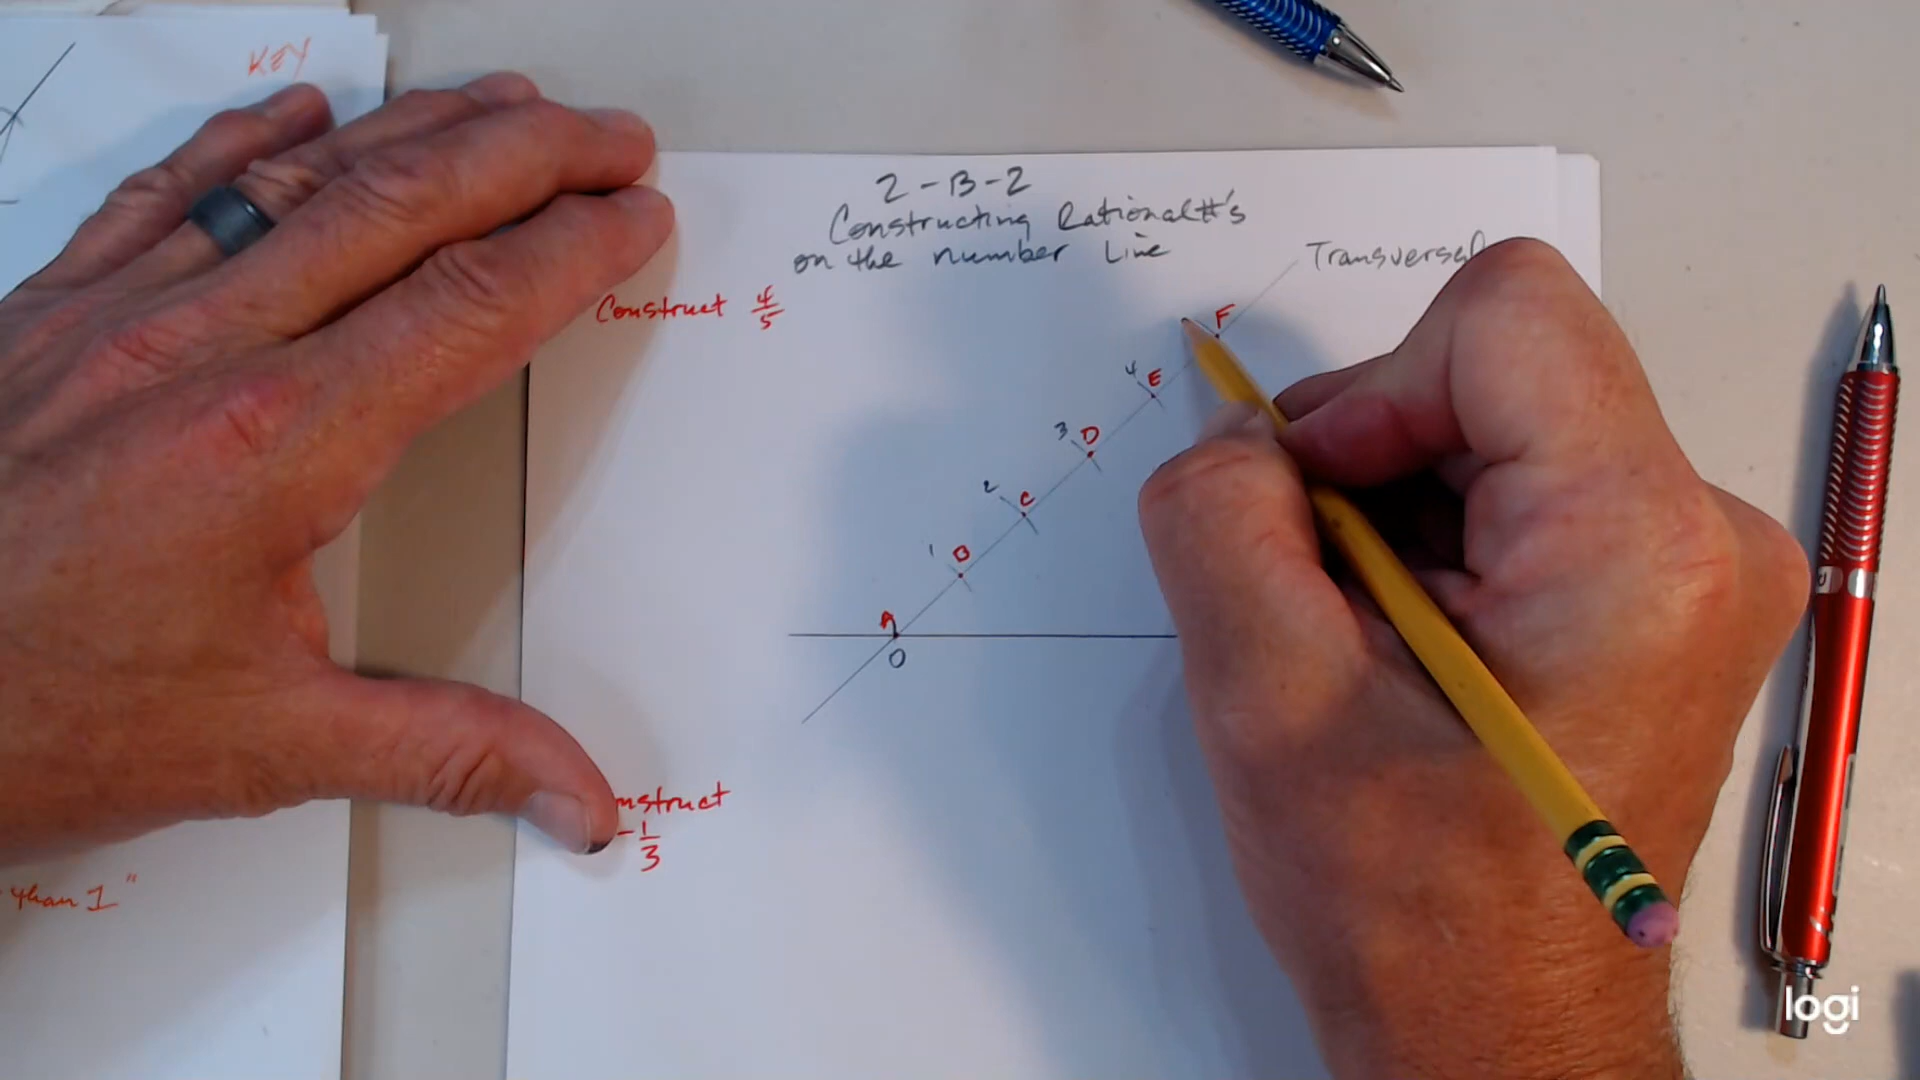 KEY
2-B-2
Constructing Rational #'s
on the number Line
Transversal
Construct 4/5
F
4 E
3 D
2 C
1 B
A
0
nstruct
-1/3
than 1"
logi